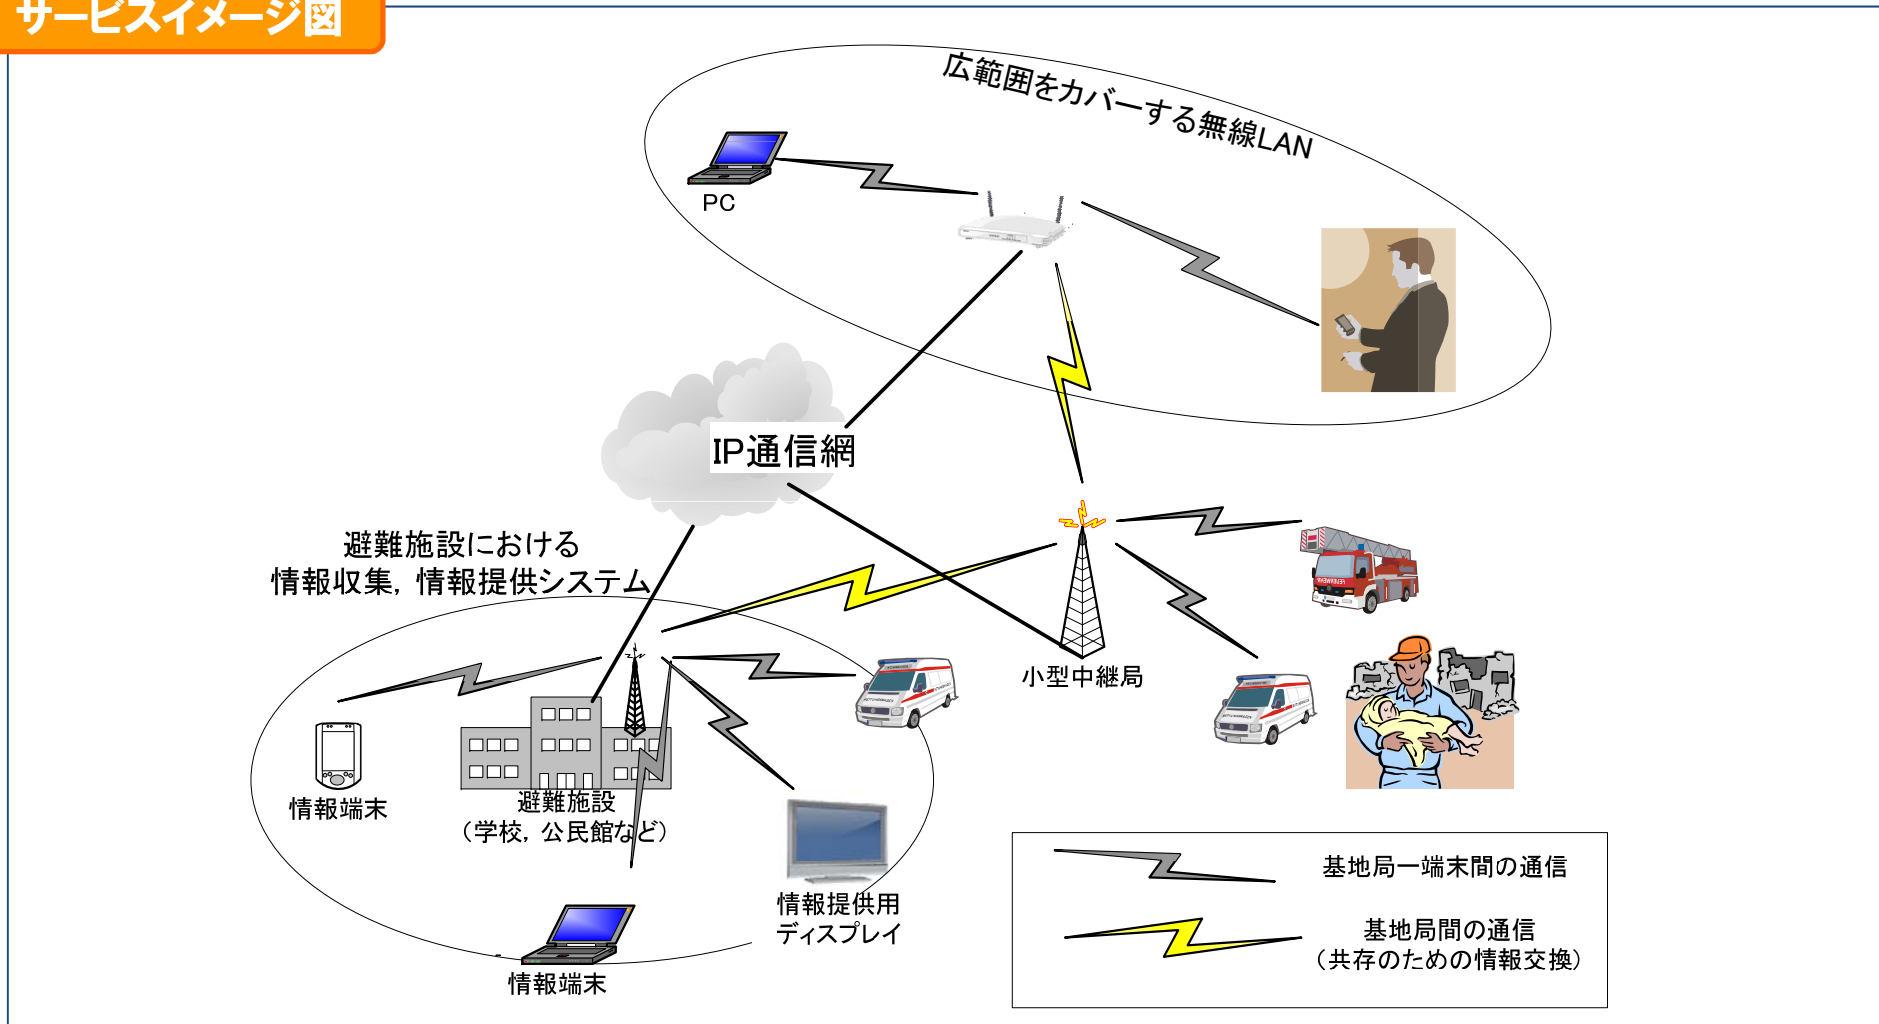 サービスイメージ図
広範囲をカバーする無線LAN
PC
IP通信網
避難施設における
情報収集，情報提供システム
小型中継局
情報端末
避難施設
（学校，公民館など）
情報提供用
ディスプレイ
情報端末
基地局ー端末間の通信
基地局間の通信
（共存のための情報交換）